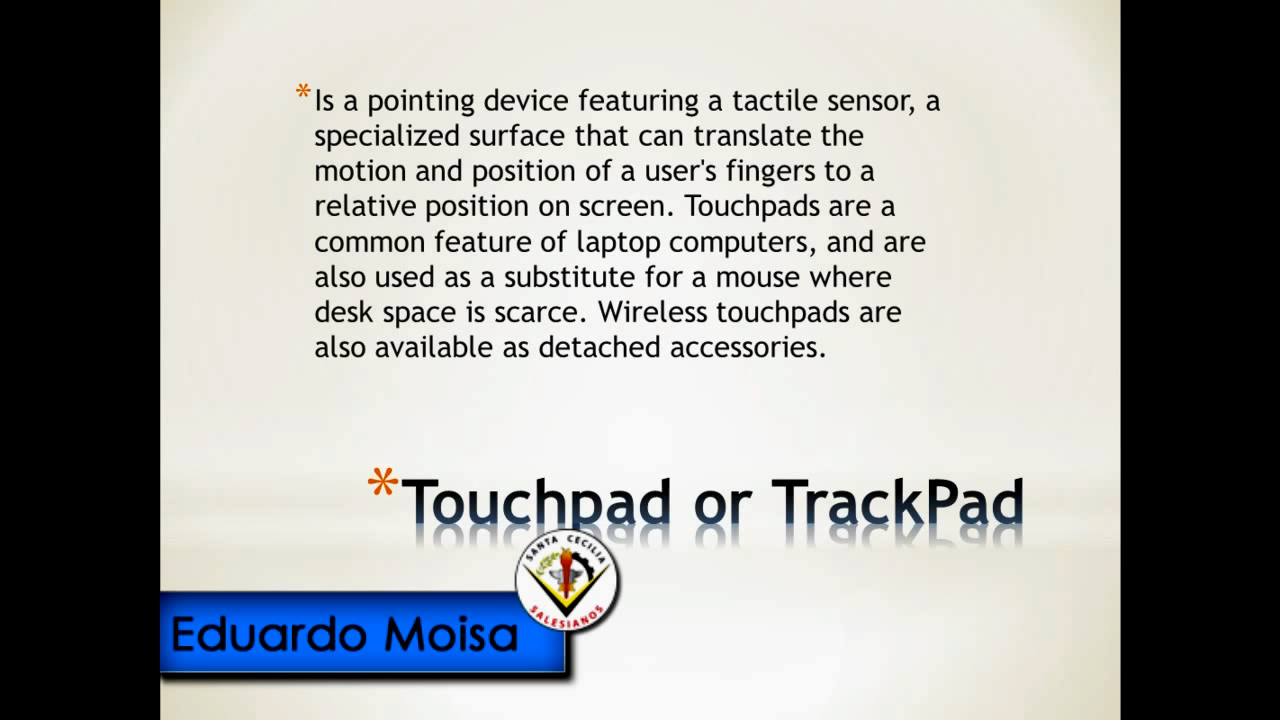 *Is a pointing device featuring a tactile sensor, a
specialized surface that can translate the
motion and position of a user's fingers to a
relative position on screen. Touchpads are a
common feature of laptop computers, and are
also used as a substitute for a mouse where
desk space is scarce. Wireless touchpads are
also available as detached accessories.
*Touchpad or TrackPad
SANTA CECILIA
SALESIANOS
Eduardo Moisa